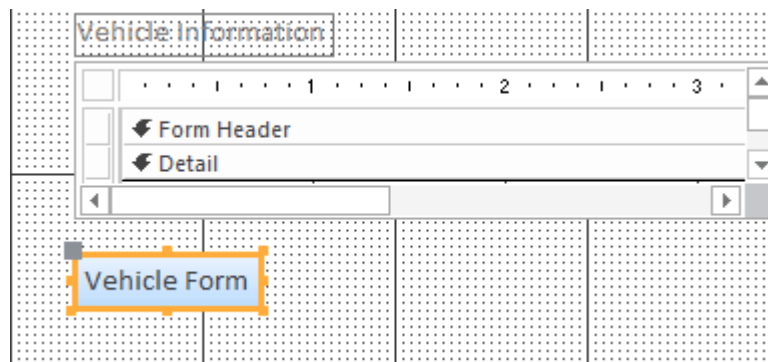 Vehicle Information
1 2 3
Form Header
Detail
Vehicle Form